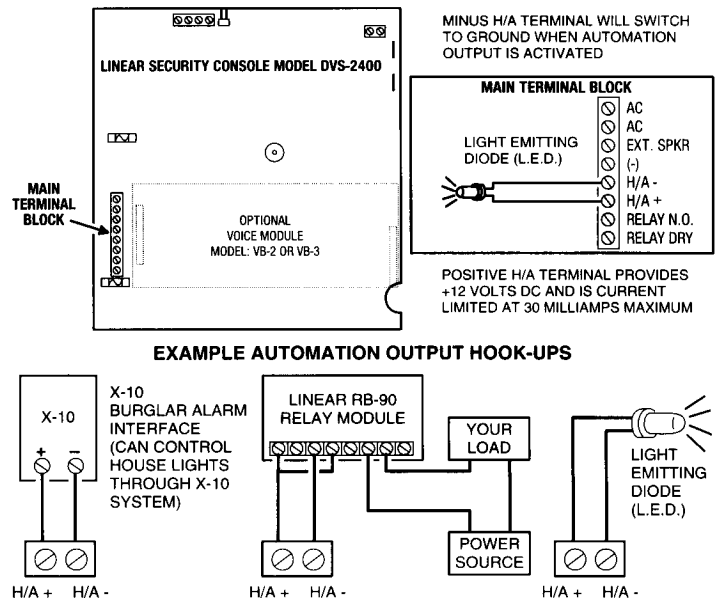 MINUS H/A TERMINAL WILL SWITCH
TO GROUND WHEN AUTOMATION
OUTPUT IS ACTIVATED
LINEAR SECURITY CONSOLE MODEL DVS-2400
MAIN
TERMINAL
BLOCK
OPTIONAL
VOICE MODULE
MODEL: VB-2 OR VB-3
MAIN TERMINAL BLOCK
LIGHT EMITTING
DIODE (L.E.D.)
AC
AC
EXT. SPKR
(-)
H/A -
H/A +
RELAY N.O.
RELAY DRY
POSITIVE H/A TERMINAL PROVIDES
+12 VOLTS DC AND IS CURRENT
LIMITED AT 30 MILLIAMPS MAXIMUM
EXAMPLE AUTOMATION OUTPUT HOOK-UPS
X-10
+ -
X-10
BURGLAR ALARM
INTERFACE
(CAN CONTROL
HOUSE LIGHTS
THROUGH X-10
SYSTEM)
H/A + H/A -
LINEAR RB-90
RELAY MODULE
YOUR
LOAD
POWER
SOURCE
H/A + H/A -
LIGHT
EMITTING
DIODE
(L.E.D.)
H/A + H/A -